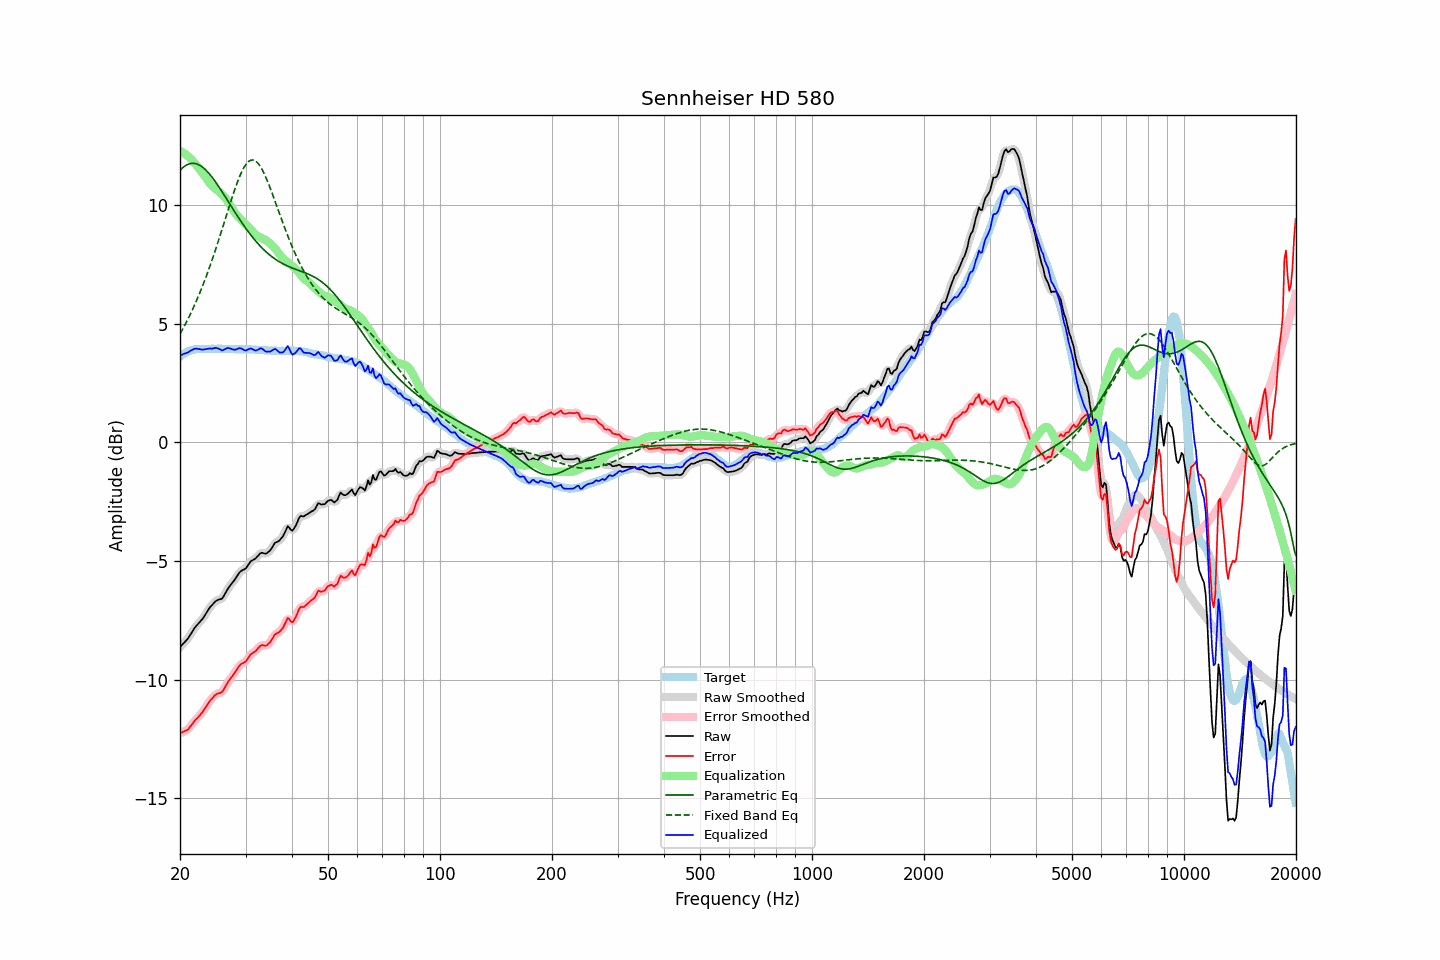 Sennheiser HD 580
Amplitude (dBr)
10
5
0
−5
−10
−15
Target
Raw Smoothed
Error Smoothed
Raw
Error
Equalization
Parametric Eq
Fixed Band Eq
Equalized
20 50 100 200 500 1000 2000 5000 10000 20000
Frequency (Hz)